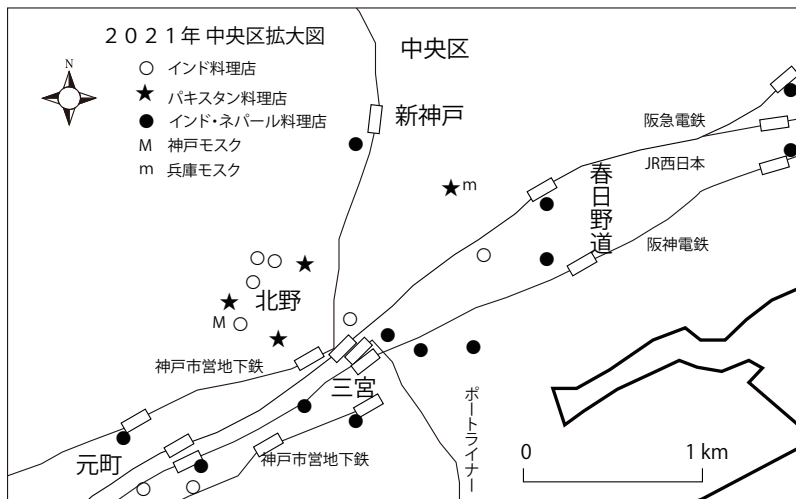 ２０２１年 中央区拡大図
N
インド料理店
パキスタン料理店
インド・ネパール料理店
M 神戸モスク
m 兵庫モスク
中央区
新神戸
阪急電鉄
JR西日本
m
春日野道
阪神電鉄
北野
M
神戸市営地下鉄
三宮
ポートライナー
元町
神戸市営地下鉄
0 1 km